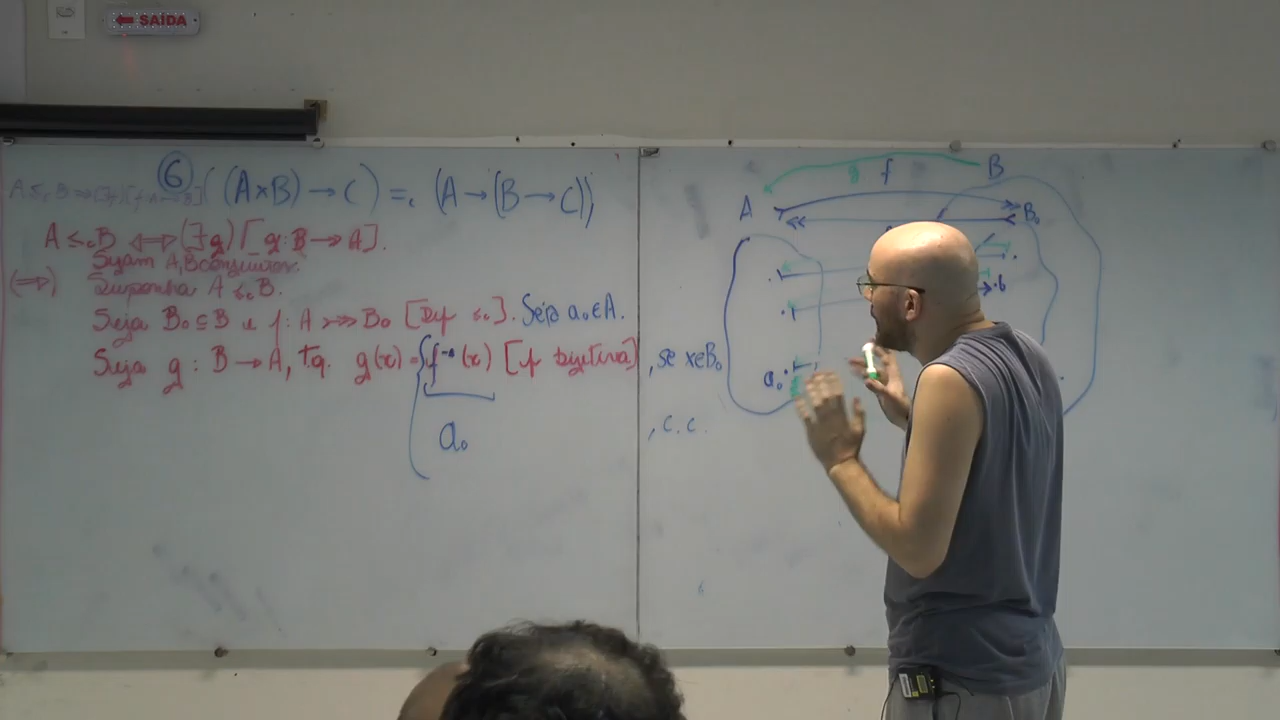 ⬅ SAÍDA
⑥ ((A×B)→C) =c (A→(B→C))
A ≤c B ⟺ (∃g)[g: B→A].
Sejam A, B conjuntos.
(⇒) Suponha A ≤c B.
Seja B₀ ⊆ B e f: A ↣↠ B₀ [Def ≤c]. Seja a₀∈A.
Seja g: B→A, t.q. g(x) = { f⁻¹(x) [f bijetiva], se x∈B₀
a₀ , c.c.
g f B
A B₀
b
a₀